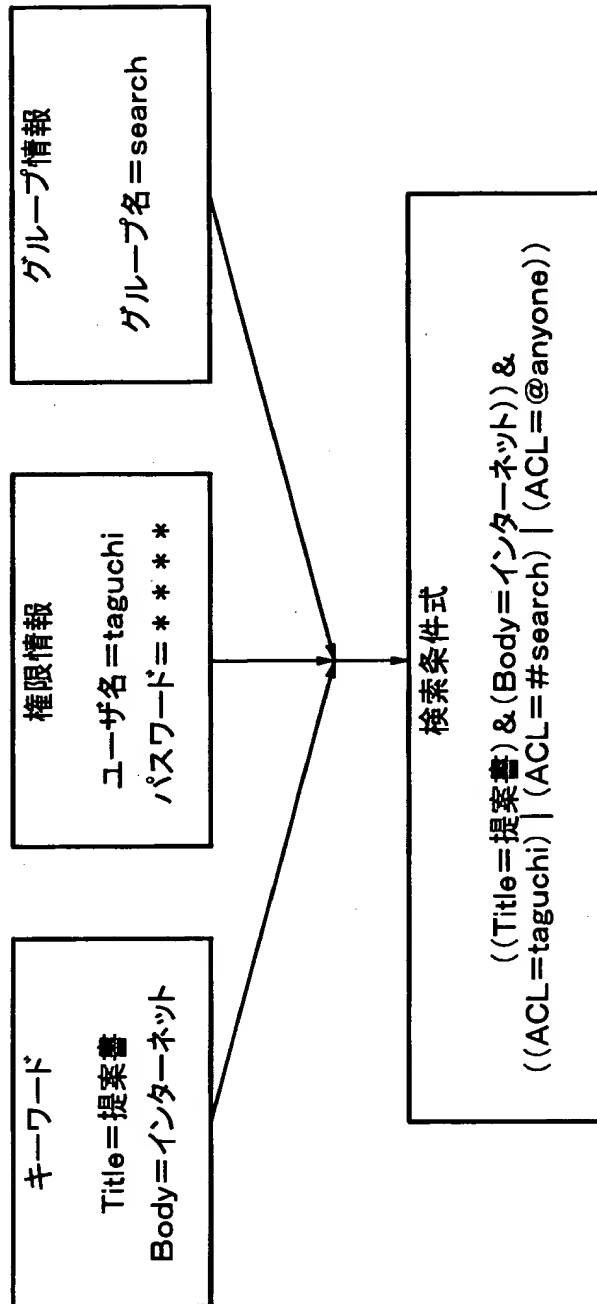 キーワード
Title=提案書
Body=インターネット
権限情報
ユーザ名=taguchi
パスワード=＊＊＊＊＊
グループ情報
グループ名=search
検索条件式
((Title=提案書)&(Body=インターネット))&
((ACL=taguchi)|(ACL=#search)|(ACL=@anyone))